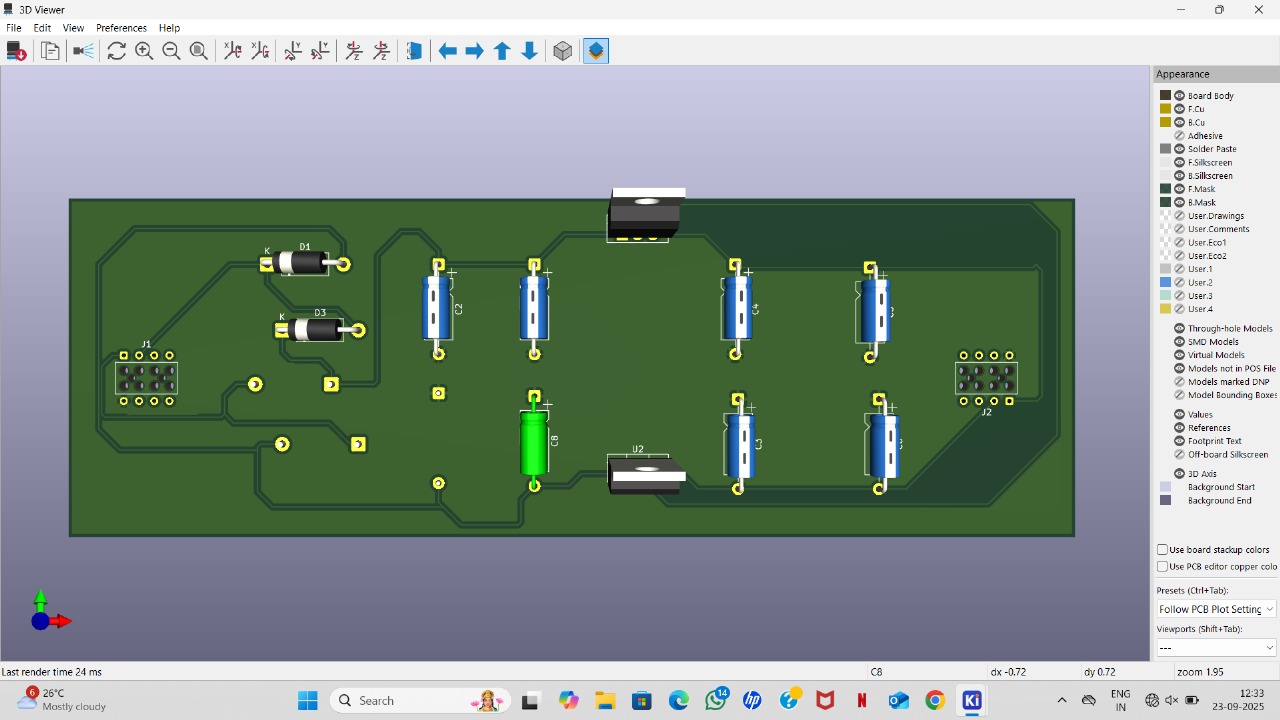 3D Viewer
File Edit View Preferences Help
Appearance
Board Body
F.Cu
B.Cu
Adhesive
Solder Paste
F.Silkscreen
B.Silkscreen
F.Mask
B.Mask
User.Drawings
User.Comments
User.Eco1
User.Eco2
User.1
User.2
User.3
User.4
Through-hole Models
SMD Models
Virtual Models
Models not in POS File
Models marked DNP
Model Bounding Boxes
Values
References
Footprint Text
Off-board Silkscreen
3D Axis
Background Start
Background End
Use board stackup colors
Use PCB editor copper colo
Presets (Ctrl+Tab):
Follow PCB Plot Setting
Viewports (Shift+Tab):
---
K D1
K D3
J1
C2
C4
U2
C8
J2
Last render time 24 ms
C8
dx -0.72
dy 0.72
zoom 1.95
6
26°C
Mostly cloudy
Search
14
ENG
IN
12:33
23-09-2025